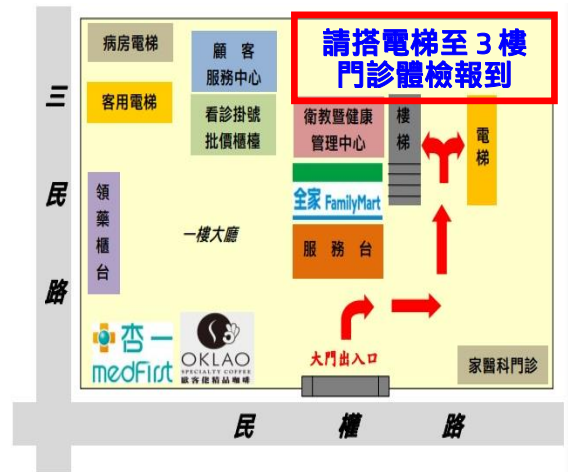 病房電梯
顧 客
服務中心
請搭電梯至 3 樓
門診體檢報到
客用電梯
看診掛號
批價櫃檯
衛教暨健康
管理中心
樓
梯
電
梯
三
民
路
全家 FamilyMart
領
藥
櫃
台
一樓大廳
服 務 台
杏一
medFirst
OKLAO
SPECIALTY COFFEE
歐客佬精品咖啡
大門出入口
家醫科門診
民 權 路